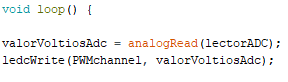 void loop() {
valorVoltiosAdc = analogRead(lectorADC);
ledcWrite(PWMchannel, valorVoltiosAdc);